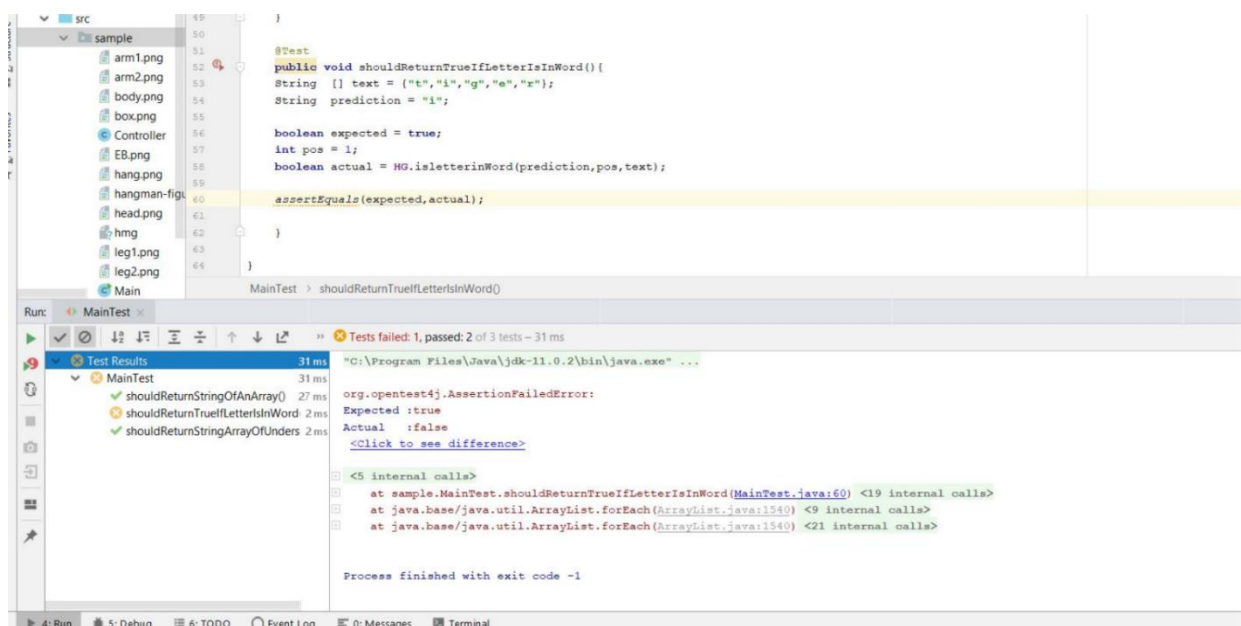 src
sample
arm1.png
arm2.png
body.png
box.png
Controller
EB.png
hang.png
hangman-figu
head.png
hmg
leg1.png
leg2.png
Main
49 }
50
51 @Test
52 public void shouldReturnTrueIfLetterIsInWord(){
53 String [] text = {"t","i","g","e","r"};
54 String prediction = "i";
55
56 boolean expected = true;
57 int pos = 1;
58 boolean actual = HG.isletterinWord(prediction,pos,text);
59
60 assertEquals(expected,actual);
61
62 }
63
64 }
MainTest > shouldReturnTrueIfLetterIsInWord()
Run: MainTest ×
» Tests failed: 1, passed: 2 of 3 tests – 31 ms
Test Results 31 ms
MainTest 31 ms
shouldReturnStringOfAnArray() 27 ms
shouldReturnTrueIfLetterIsInWord 2 ms
shouldReturnStringArrayOfUnders 2 ms
"C:\Program Files\Java\jdk-11.0.2\bin\java.exe" ...
org.opentest4j.AssertionFailedError:
Expected :true
Actual :false
<Click to see difference>
<5 internal calls>
at sample.MainTest.shouldReturnTrueIfLetterIsInWord(MainTest.java:60) <19 internal calls>
at java.base/java.util.ArrayList.forEach(ArrayList.java:1540) <9 internal calls>
at java.base/java.util.ArrayList.forEach(ArrayList.java:1540) <21 internal calls>
Process finished with exit code -1
4: Run 5: Debug 6: TODO Event Log 0: Messages Terminal